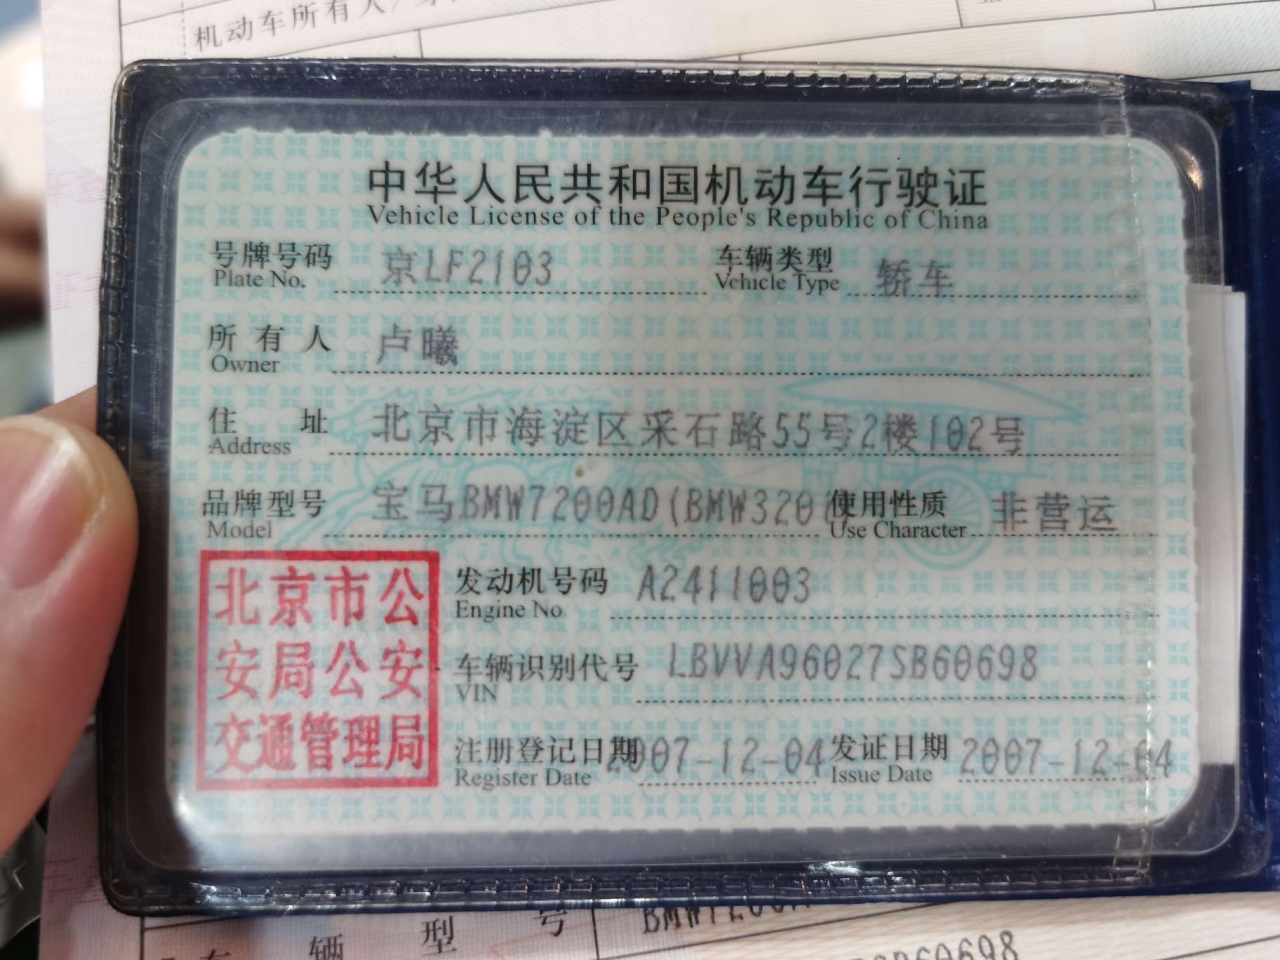 机动车所有人/
中华人民共和国机动车行驶证
Vehicle License of the People's Republic of China
号牌号码 京LF2103 车辆类型 轿车
Plate No. Vehicle Type
所有人 卢曦
Owner
住址 北京市海淀区采石路55号2楼102号
Address
品牌型号 宝马BMW7200AD(BMW320 使用性质 非营运
Model Use Character
北京市公
安局公安
交通管理局
发动机号码 A2411003
Engine No
车辆识别代号 LBVVA96027SB60698
VIN
注册登记日期 2007-12-04 发证日期 2007-12-04
Register Date Issue Date
车辆型号 BMW7200A
B60698